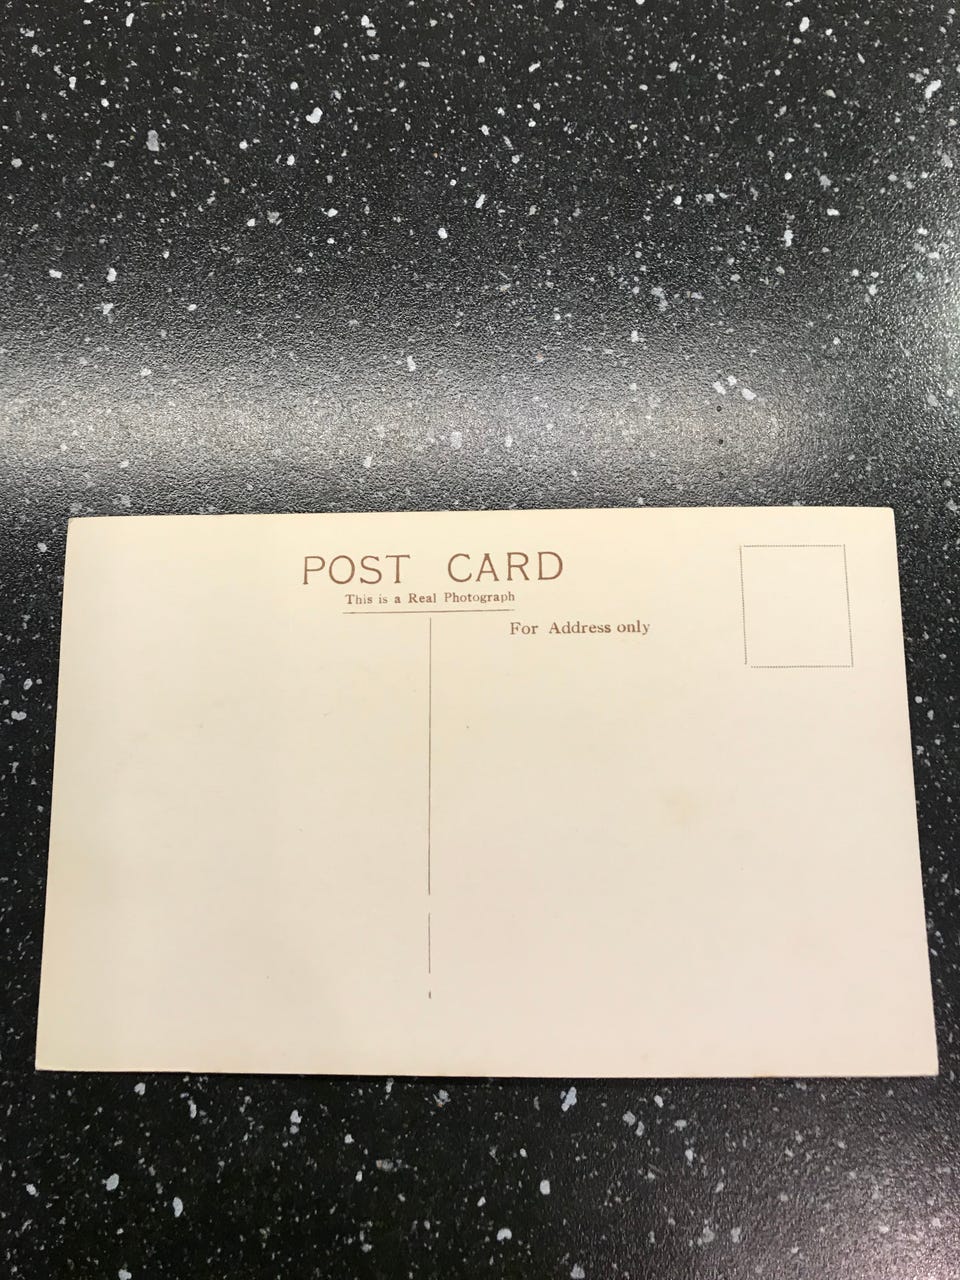 POST CARD
This is a Real Photograph
For Address only